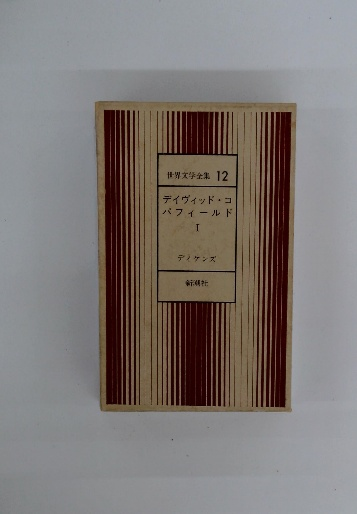 世界文学全集 12
デイヴィッド・コ
パフィールド
I
ディケンズ
新潮社